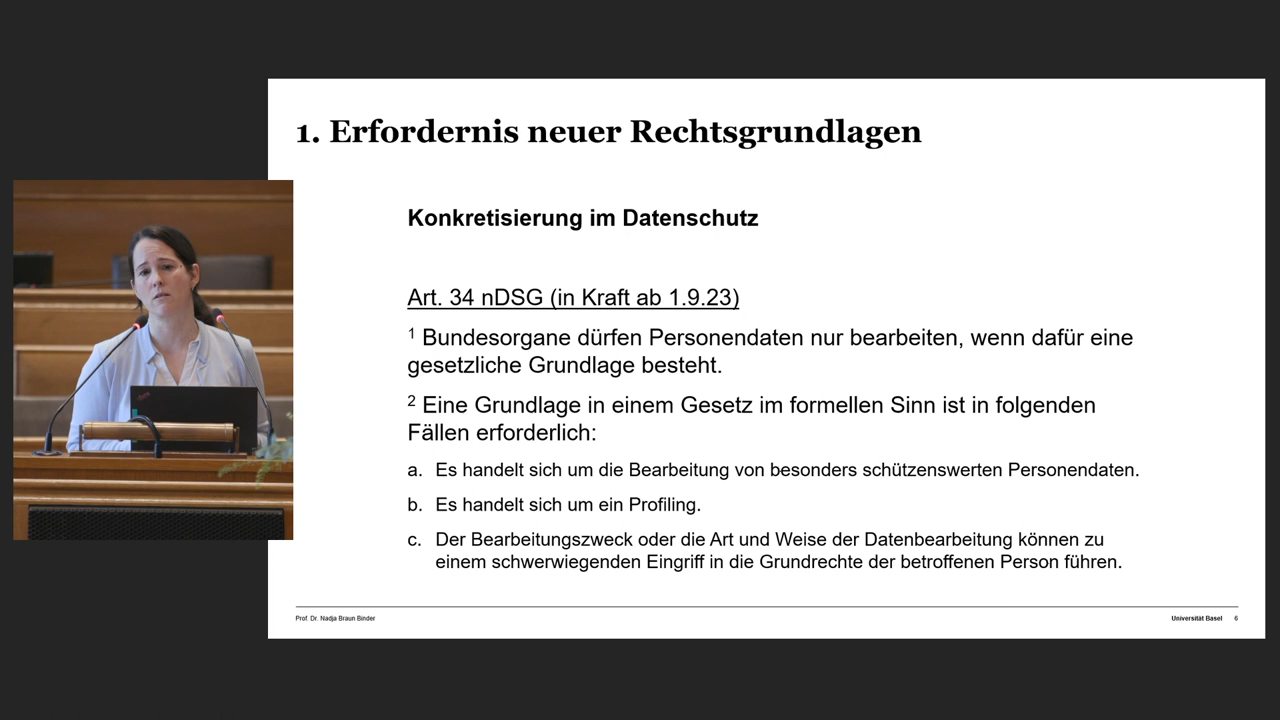 1. Erfordernis neuer Rechtsgrundlagen
Konkretisierung im Datenschutz
Art. 34 nDSG (in Kraft ab 1.9.23)
¹ Bundesorgane dürfen Personendaten nur bearbeiten, wenn dafür eine
gesetzliche Grundlage besteht.
² Eine Grundlage in einem Gesetz im formellen Sinn ist in folgenden
Fällen erforderlich:
a. Es handelt sich um die Bearbeitung von besonders schützenswerten Personendaten.
b. Es handelt sich um ein Profiling.
c. Der Bearbeitungszweck oder die Art und Weise der Datenbearbeitung können zu
einem schwerwiegenden Eingriff in die Grundrechte der betroffenen Person führen.
Prof. Dr. Nadja Braun Binder
Universität Basel 6